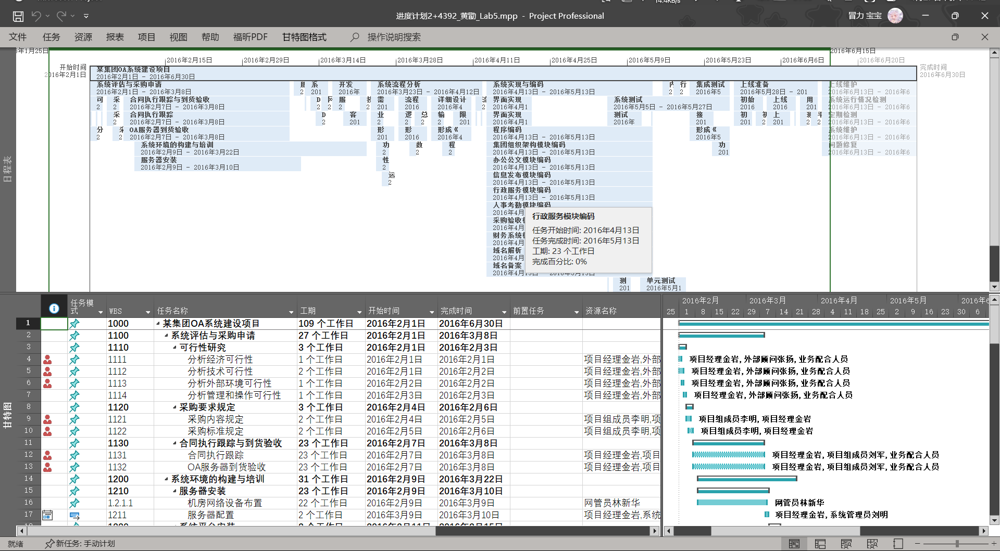 进度计划2+4392_黄勖_Lab5.mpp - Project Professional
冒力 宝宝
文件 任务 资源 报表 项目 视图 帮助 福昕PDF 甘特图格式 操作说明搜索
年1月25日
2016年6月15日
2016年2月15日 2016年2月29日 2016年3月14日 2016年3月28日 2016年4月11日 2016年4月25日 2016年5月9日 2016年5月23日 2016年6月6日 2016年6月20日
开始时间
2016年2月1日
某集团OA系统建设项目
2016年2月1日 - 2016年6月30日
完成时间
2016年6月30日
系统评估与采购申请 系 开发 系统流程分析 系统实现与编码 行 集成测试 上线准备 上线维护
2016年2月1日 - 2016年3月8日 2 201 2016年 2016年3月23日 - 2016年4月12日 2016年4月13日 - 2016年5月13日 2 2 2016年5 2016年5月28日 - 201 2016年6月13日 - 2016年6
可 采 合同执行跟踪与到货验收 D 服 需 流程 详细设计 界面实现 系统测试 初始 上线 用 系统运行情况检测
2 2 2016年2月7日 - 2016年3月8日 2 2 2 2 201 2016 2016年4 2 2016年4月1 2016年5月5日 - 2016年5月27日 2016 2016 201 2016年6月13日 - 2016年6
采 合同执行跟踪 D 客 业 逻 总 输 限 界面实现 测试 接 初 上 定期检测
2 2016年2月7日 - 2016年3月8日 2 201 2 2 2 2 201 2016年4月1 2016年 201 201 2 201 2 2 2016年6月13日 - 2016年6
分 OA服务器到货验收 形 形 形成《 程序编码 形成《 系统维护
2 2 2016年2月7日 - 2016年3月8日 201 2016 2016年4 2016年4月13日 - 2016年5月13日 2016年5 2016年6月13日 - 2016年6
系统环境的构建与培训 功 数 程 集团组织架构模块编码 功 问题修复
2016年2月9日 - 2016年3月22日 2 2 2 2016年4月13日 - 2016年5月13日 201 2016年6月13日 - 2016年6
服务器安装 性 办公公文模块编码
2016年2月9日 - 2016年3月10日 2 2016年4月13日 - 2016年5月13日
运 信息发布模块编码
2 2016年4月13日 - 2016年5月13日
行政服务模块编码
2016年4月13日 - 2016年5月13日
人事考勤模块编码
2016年4月
采购验收
2016年4月
财务系统
2016年4月
域名解析
2016年4月
域名备案
2016年4月13日 - 2016年5月13日
测 单元测试
201 2016年5月1
行政服务模块编码
任务开始时间: 2016年4月13日
任务完成时间: 2016年5月13日
工期: 23 个工作日
完成百分比: 0%
日程表
甘特图
任务模式 WBS 任务名称 工期 开始时间 完成时间 前置任务 资源名称
2016年2月 2016年3月 2016年4月 2016年5月 2016年6
25 1 8 15 22 29 7 14 21 28 4 11 18 25 2 9 16 23 30 6
1 1000 某集团OA系统建设项目 109 个工作日 2016年2月1日 2016年6月30日
2 1100 系统评估与采购申请 27 个工作日 2016年2月1日 2016年3月8日
3 1110 可行性研究 3 个工作日 2016年2月1日 2016年2月3日
4 1111 分析经济可行性 1 个工作日 2016年2月1日 2016年2月1日 项目经理金岩,外部 项目经理金岩,外部顾问张扬,业务配合人员
5 1112 分析技术可行性 2 个工作日 2016年2月1日 2016年2月2日 项目经理金岩,外部 项目经理金岩,外部顾问张扬,业务配合人员
6 1113 分析外部环境可行性 1 个工作日 2016年2月2日 2016年2月2日 项目经理金岩,外部 项目经理金岩,外部顾问张扬,业务配合人员
7 1114 分析管理和操作可行性 1 个工作日 2016年2月3日 2016年2月3日 项目经理金岩,外部 项目经理金岩,外部顾问张扬,业务配合人员
8 1120 采购要求规定 3 个工作日 2016年2月4日 2016年2月6日
9 1121 采购内容规定 2 个工作日 2016年2月4日 2016年2月5日 项目组成员李明,项 项目组成员李明,项目经理金岩
10 1122 采购标准规定 2 个工作日 2016年2月5日 2016年2月6日 项目组成员李明,项 项目组成员李明,项目经理金岩
11 1130 合同执行跟踪与到货验收 23 个工作日 2016年2月7日 2016年3月8日
12 1131 合同执行跟踪 23 个工作日 2016年2月7日 2016年3月8日 项目经理金岩,项目 项目经理金岩,项目组成员刘军,业务配合人员
13 1132 OA服务器到货验收 23 个工作日 2016年2月7日 2016年3月8日 项目经理金岩,项目 项目经理金岩,项目组成员刘军,业务配合人员
14 1200 系统环境的构建与培训 31 个工作日 2016年2月9日 2016年3月22日
15 1210 服务器安装 23 个工作日 2016年2月9日 2016年3月10日
16 1.2.1.1 机房网络设备布置 22 个工作日 2016年2月9日 2016年3月9日 网管员林新华 网管员林新华
17 1211 服务器配置 2 个工作日 2016年3月9日 2016年3月10日 项目经理金岩,系统 项目经理金岩,系统管理员刘明
就绪 新任务: 手动计划